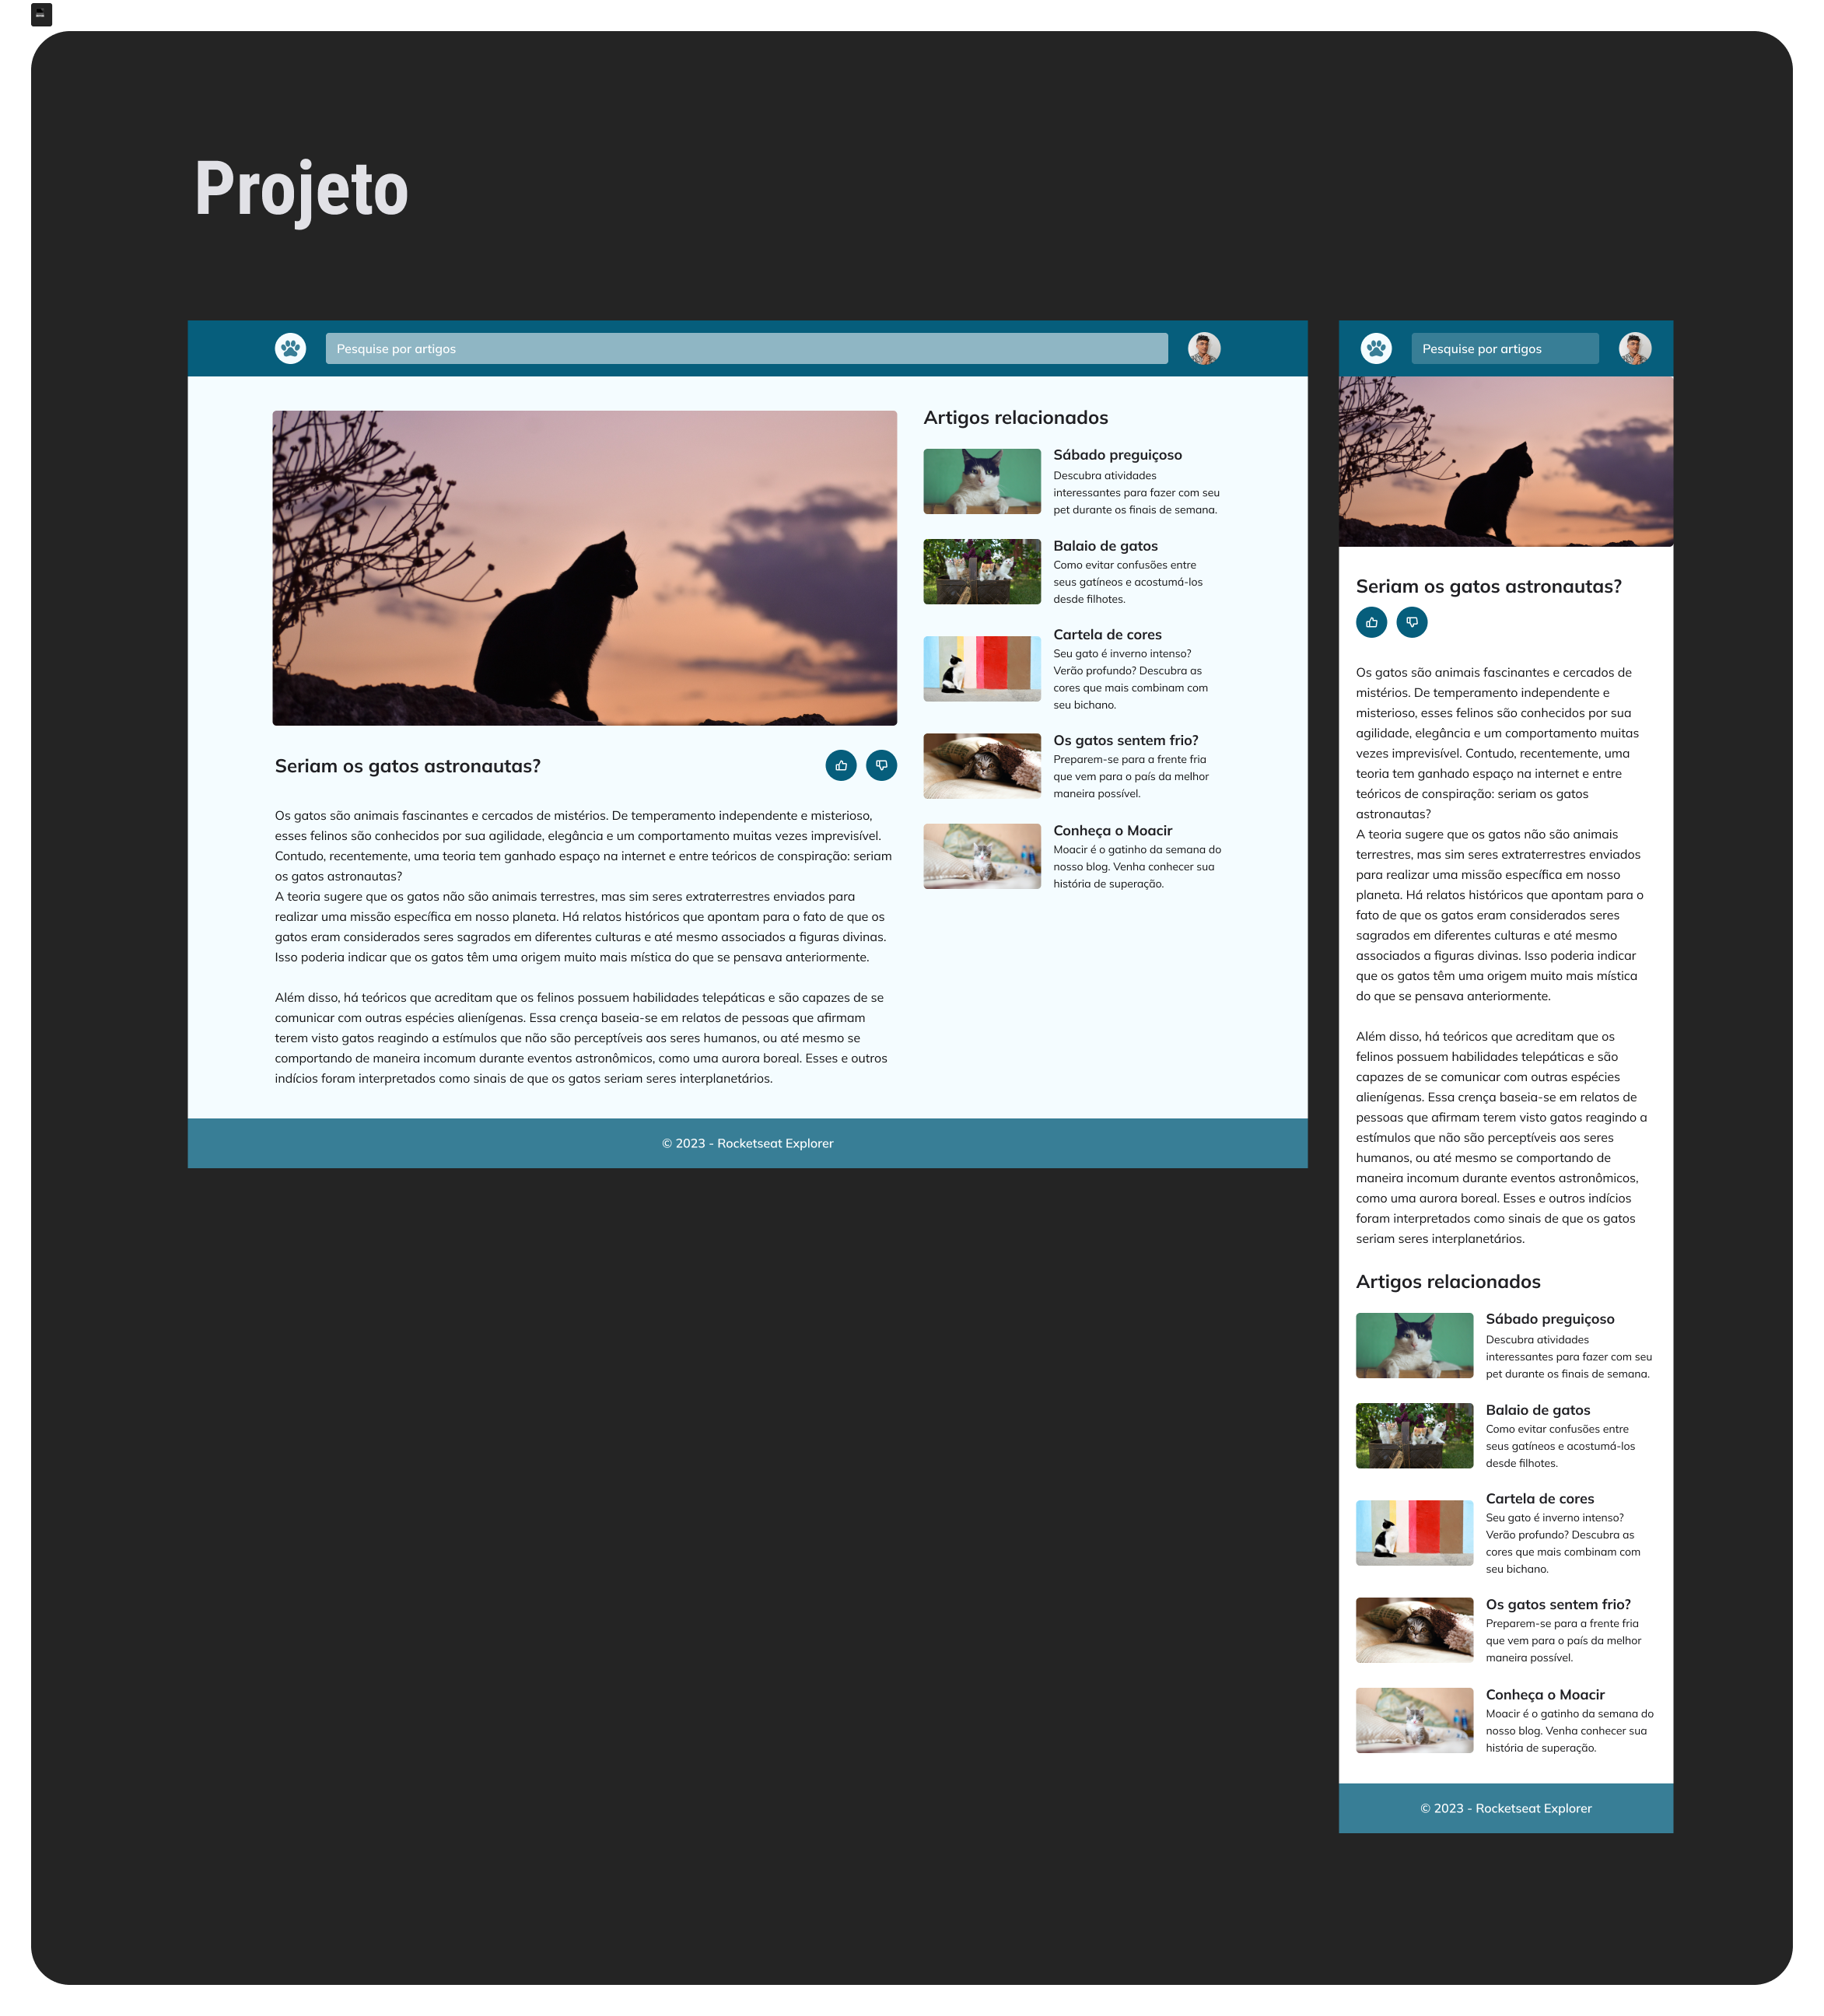 Projeto
Pesquise por artigos
Artigos relacionados
Sábado preguiçoso
Descubra atividades
interessantes para fazer com seu
pet durante os finais de semana.
Balaio de gatos
Como evitar confusões entre
seus gatíneos e acostumá-los
desde filhotes.
Cartela de cores
Seu gato é inverno intenso?
Verão profundo? Descubra as
cores que mais combinam com
seu bichano.
Os gatos sentem frio?
Preparem-se para a frente fria
que vem para o país da melhor
maneira possível.
Conheça o Moacir
Moacir é o gatinho da semana do
nosso blog. Venha conhecer sua
história de superação.
Seriam os gatos astronautas?
Os gatos são animais fascinantes e cercados de mistérios. De temperamento independente e misterioso,
esses felinos são conhecidos por sua agilidade, elegância e um comportamento muitas vezes imprevisível.
Contudo, recentemente, uma teoria tem ganhado espaço na internet e entre teóricos de conspiração: seriam
os gatos astronautas?
A teoria sugere que os gatos não são animais terrestres, mas sim seres extraterrestres enviados para
realizar uma missão específica em nosso planeta. Há relatos históricos que apontam para o fato de que os
gatos eram considerados seres sagrados em diferentes culturas e até mesmo associados a figuras divinas.
Isso poderia indicar que os gatos têm uma origem muito mais mística do que se pensava anteriormente.
Além disso, há teóricos que acreditam que os felinos possuem habilidades telepáticas e são capazes de se
comunicar com outras espécies alienígenas. Essa crença baseia-se em relatos de pessoas que afirmam
terem visto gatos reagindo a estímulos que não são perceptíveis aos seres humanos, ou até mesmo se
comportando de maneira incomum durante eventos astronômicos, como uma aurora boreal. Esses e outros
indícios foram interpretados como sinais de que os gatos seriam seres interplanetários.
© 2023 - Rocketseat Explorer
Pesquise por artigos
Seriam os gatos astronautas?
Os gatos são animais fascinantes e cercados de
mistérios. De temperamento independente e
misterioso, esses felinos são conhecidos por sua
agilidade, elegância e um comportamento muitas
vezes imprevisível. Contudo, recentemente, uma
teoria tem ganhado espaço na internet e entre
teóricos de conspiração: seriam os gatos
astronautas?
A teoria sugere que os gatos não são animais
terrestres, mas sim seres extraterrestres enviados
para realizar uma missão específica em nosso
planeta. Há relatos históricos que apontam para o
fato de que os gatos eram considerados seres
sagrados em diferentes culturas e até mesmo
associados a figuras divinas. Isso poderia indicar
que os gatos têm uma origem muito mais mística
do que se pensava anteriormente.
Além disso, há teóricos que acreditam que os
felinos possuem habilidades telepáticas e são
capazes de se comunicar com outras espécies
alienígenas. Essa crença baseia-se em relatos de
pessoas que afirmam terem visto gatos reagindo a
estímulos que não são perceptíveis aos seres
humanos, ou até mesmo se comportando de
maneira incomum durante eventos astronômicos,
como uma aurora boreal. Esses e outros indícios
foram interpretados como sinais de que os gatos
seriam seres interplanetários.
Artigos relacionados
Sábado preguiçoso
Descubra atividades
interessantes para fazer com seu
pet durante os finais de semana.
Balaio de gatos
Como evitar confusões entre
seus gatíneos e acostumá-los
desde filhotes.
Cartela de cores
Seu gato é inverno intenso?
Verão profundo? Descubra as
cores que mais combinam com
seu bichano.
Os gatos sentem frio?
Preparem-se para a frente fria
que vem para o país da melhor
maneira possível.
Conheça o Moacir
Moacir é o gatinho da semana do
nosso blog. Venha conhecer sua
história de superação.
© 2023 - Rocketseat Explorer